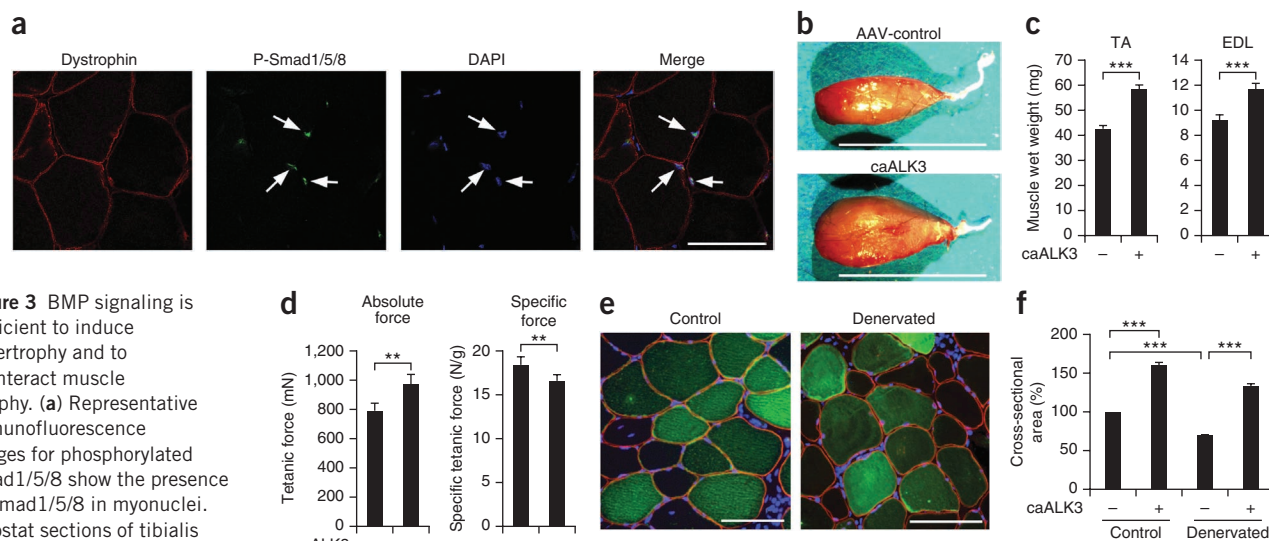 a
Dystrophin
P-Smad1/5/8
DAPI
Merge
b
AAV-control
caALK3
c
TA
EDL
Muscle wet weight (mg)
70
60
50
40
30
20
10
0
***
14
12
10
8
6
4
2
0
***
caALK3 – + – +
ure 3 BMP signaling is
icient to induce
ertrophy and to
nteract muscle
phy. (a) Representative
unofluorescence
ges for phosphorylated
ad1/5/8 show the presence
Smad1/5/8 in myonuclei.
ostat sections of tibialis
d
Absolute
force
Specific
force
Tetanic force (mN)
1,200
1,000
800
600
400
200
0
**
Specific tetanic force (N/g)
20
15
10
5
0
**
e
Control
Denervated
f
Cross-sectional
area (%)
200
150
100
50
0
***
***
***
caALK3 – + – +
Control Denervated